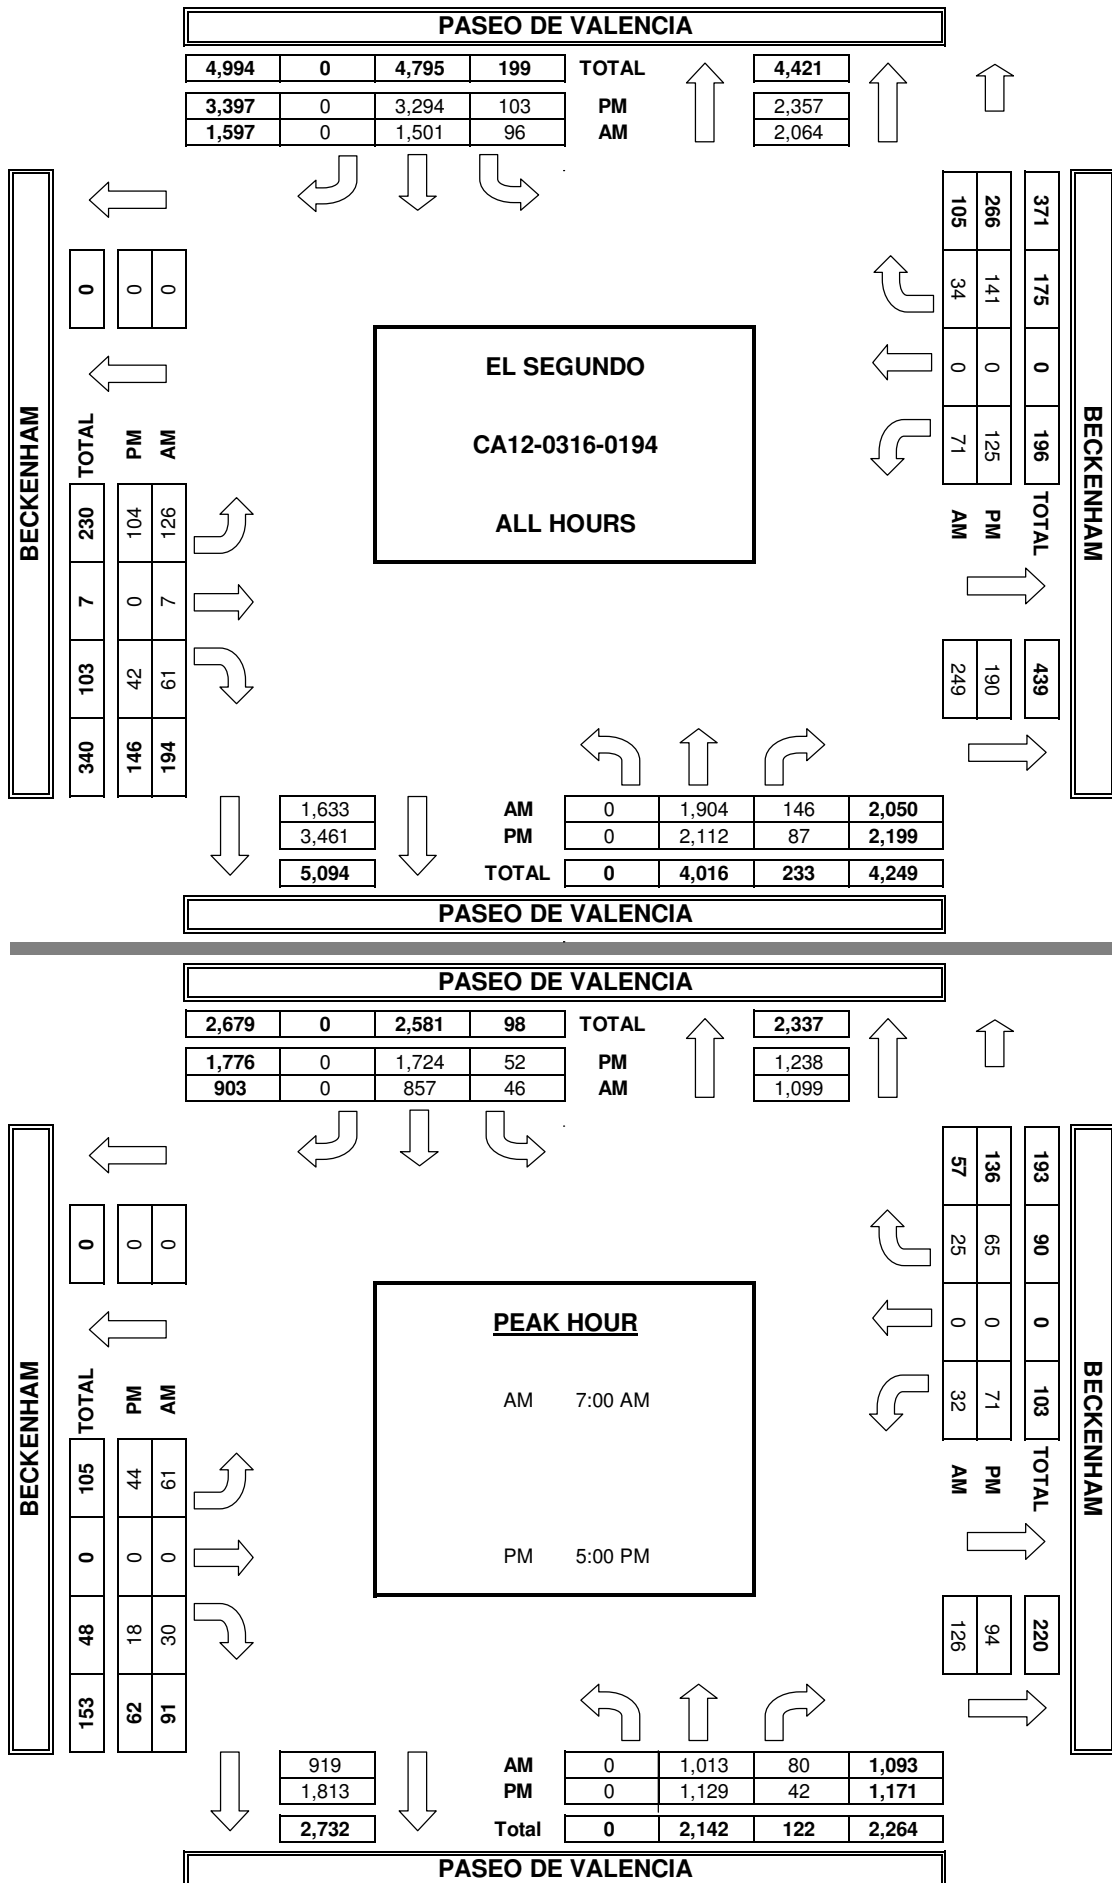 PASEO DE VALENCIA
4,994 0 4,795 199 TOTAL 4,421
3,397 0 3,294 103 PM 2,357
1,597 0 1,501 96 AM 2,064
BECKENHAM
0 0 0
TOTAL PM AM
230 104 126
7 0 7
103 42 61
340 146 194
EL SEGUNDO
CA12-0316-0194
ALL HOURS
105 266 371
34 141 175
0 0 0
71 125 196
AM PM TOTAL
249 190 439
BECKENHAM
1,633 AM 0 1,904 146 2,050
3,461 PM 0 2,112 87 2,199
5,094 TOTAL 0 4,016 233 4,249
PASEO DE VALENCIA
PASEO DE VALENCIA
2,679 0 2,581 98 TOTAL 2,337
1,776 0 1,724 52 PM 1,238
903 0 857 46 AM 1,099
BECKENHAM
0 0 0
TOTAL PM AM
105 44 61
0 0 0
48 18 30
153 62 91
PEAK HOUR
AM 7:00 AM
PM 5:00 PM
57 136 193
25 65 90
0 0 0
32 71 103
AM PM TOTAL
126 94 220
BECKENHAM
919 AM 0 1,013 80 1,093
1,813 PM 0 1,129 42 1,171
2,732 Total 0 2,142 122 2,264
PASEO DE VALENCIA